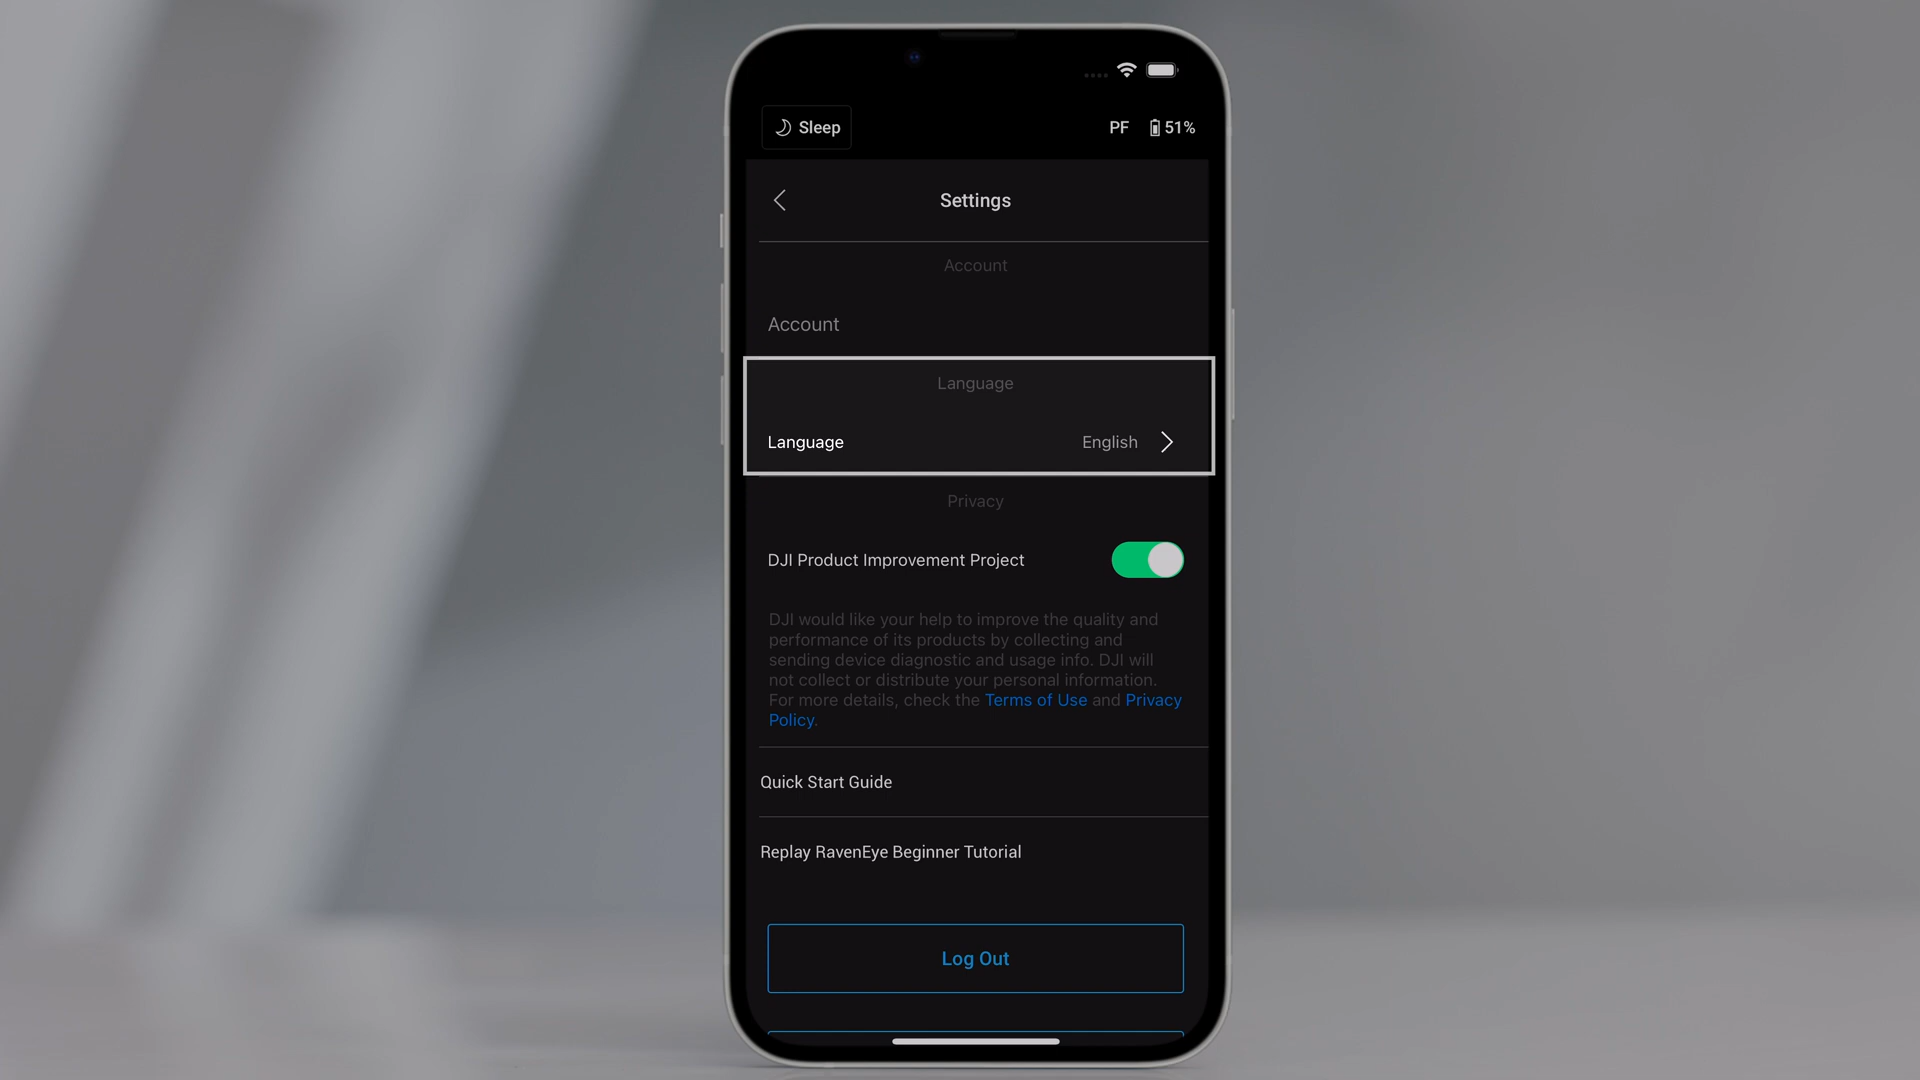 Sleep
PF 51%
Settings
Account
Account
Language
Language English
Privacy
DJI Product Improvement Project
DJI would like your help to improve the quality and
performance of its products by collecting and
sending device diagnostic and usage info. DJI will
not collect or distribute your personal information.
For more details, check the Terms of Use and Privacy
Policy.
Quick Start Guide
Replay RavenEye Beginner Tutorial
Log Out